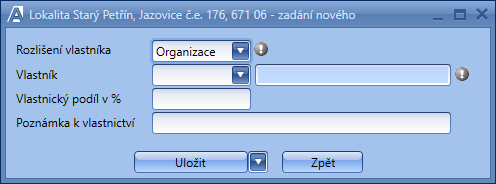 Lokalita Starý Petřín, Jazovice č.e. 176, 671 06 - zadání nového
Rozlišení vlastníka Organizace
Vlastník
Vlastnický podíl v %
Poznámka k vlastnictví
Uložit Zpět